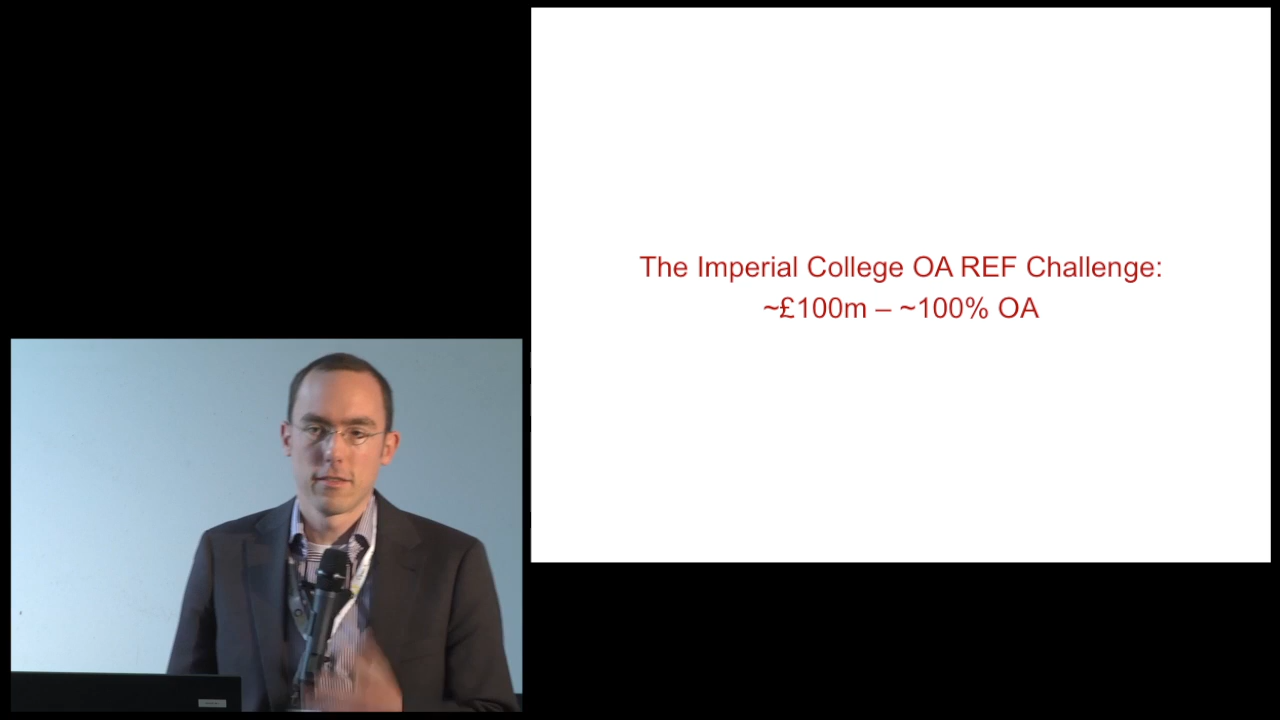 The Imperial College OA REF Challenge:
~£100m – ~100% OA